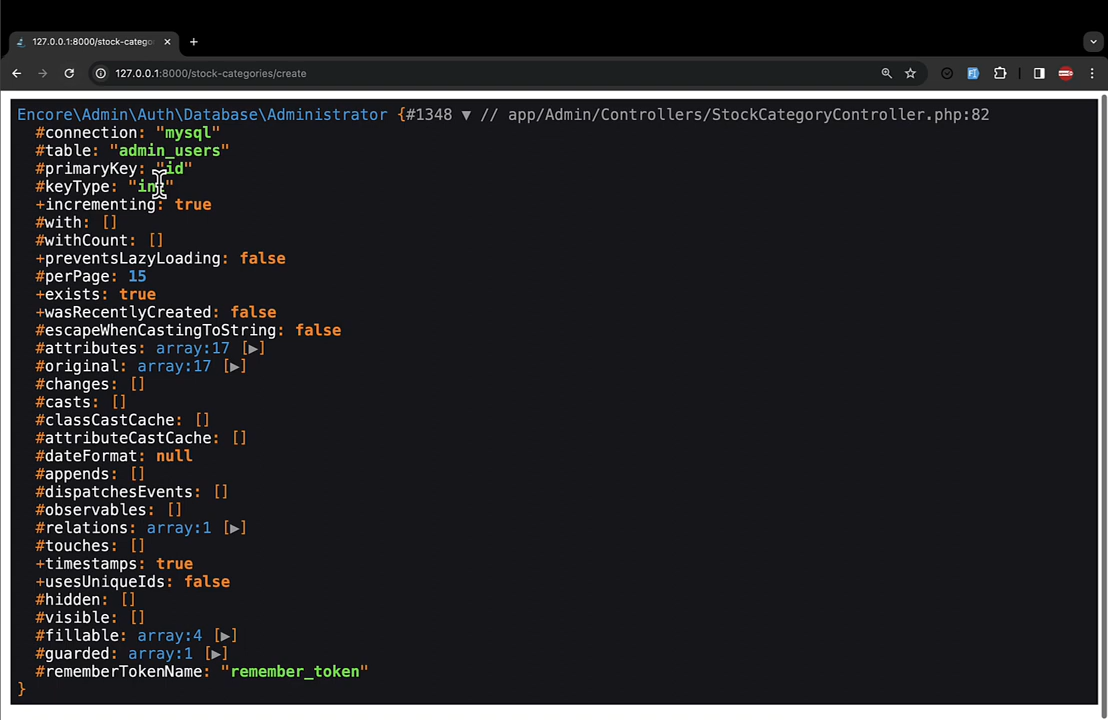 127.0.0.1:8000/stock-catego
127.0.0.1:8000/stock-categories/create
Encore\Admin\Auth\Database\Administrator {#1348 ▼ // app/Admin/Controllers/StockCategoryController.php:82
#connection: "mysql"
#table: "admin_users"
#primaryKey: "id"
#keyType: "int"
+incrementing: true
#with: []
#withCount: []
+preventsLazyLoading: false
#perPage: 15
+exists: true
+wasRecentlyCreated: false
#escapeWhenCastingToString: false
#attributes: array:17 [▶]
#original: array:17 [▶]
#changes: []
#casts: []
#classCastCache: []
#attributeCastCache: []
#dateFormat: null
#appends: []
#dispatchesEvents: []
#observables: []
#relations: array:1 [▶]
#touches: []
+timestamps: true
+usesUniqueIds: false
#hidden: []
#visible: []
#fillable: array:4 [▶]
#guarded: array:1 [▶]
#rememberTokenName: "remember_token"
}